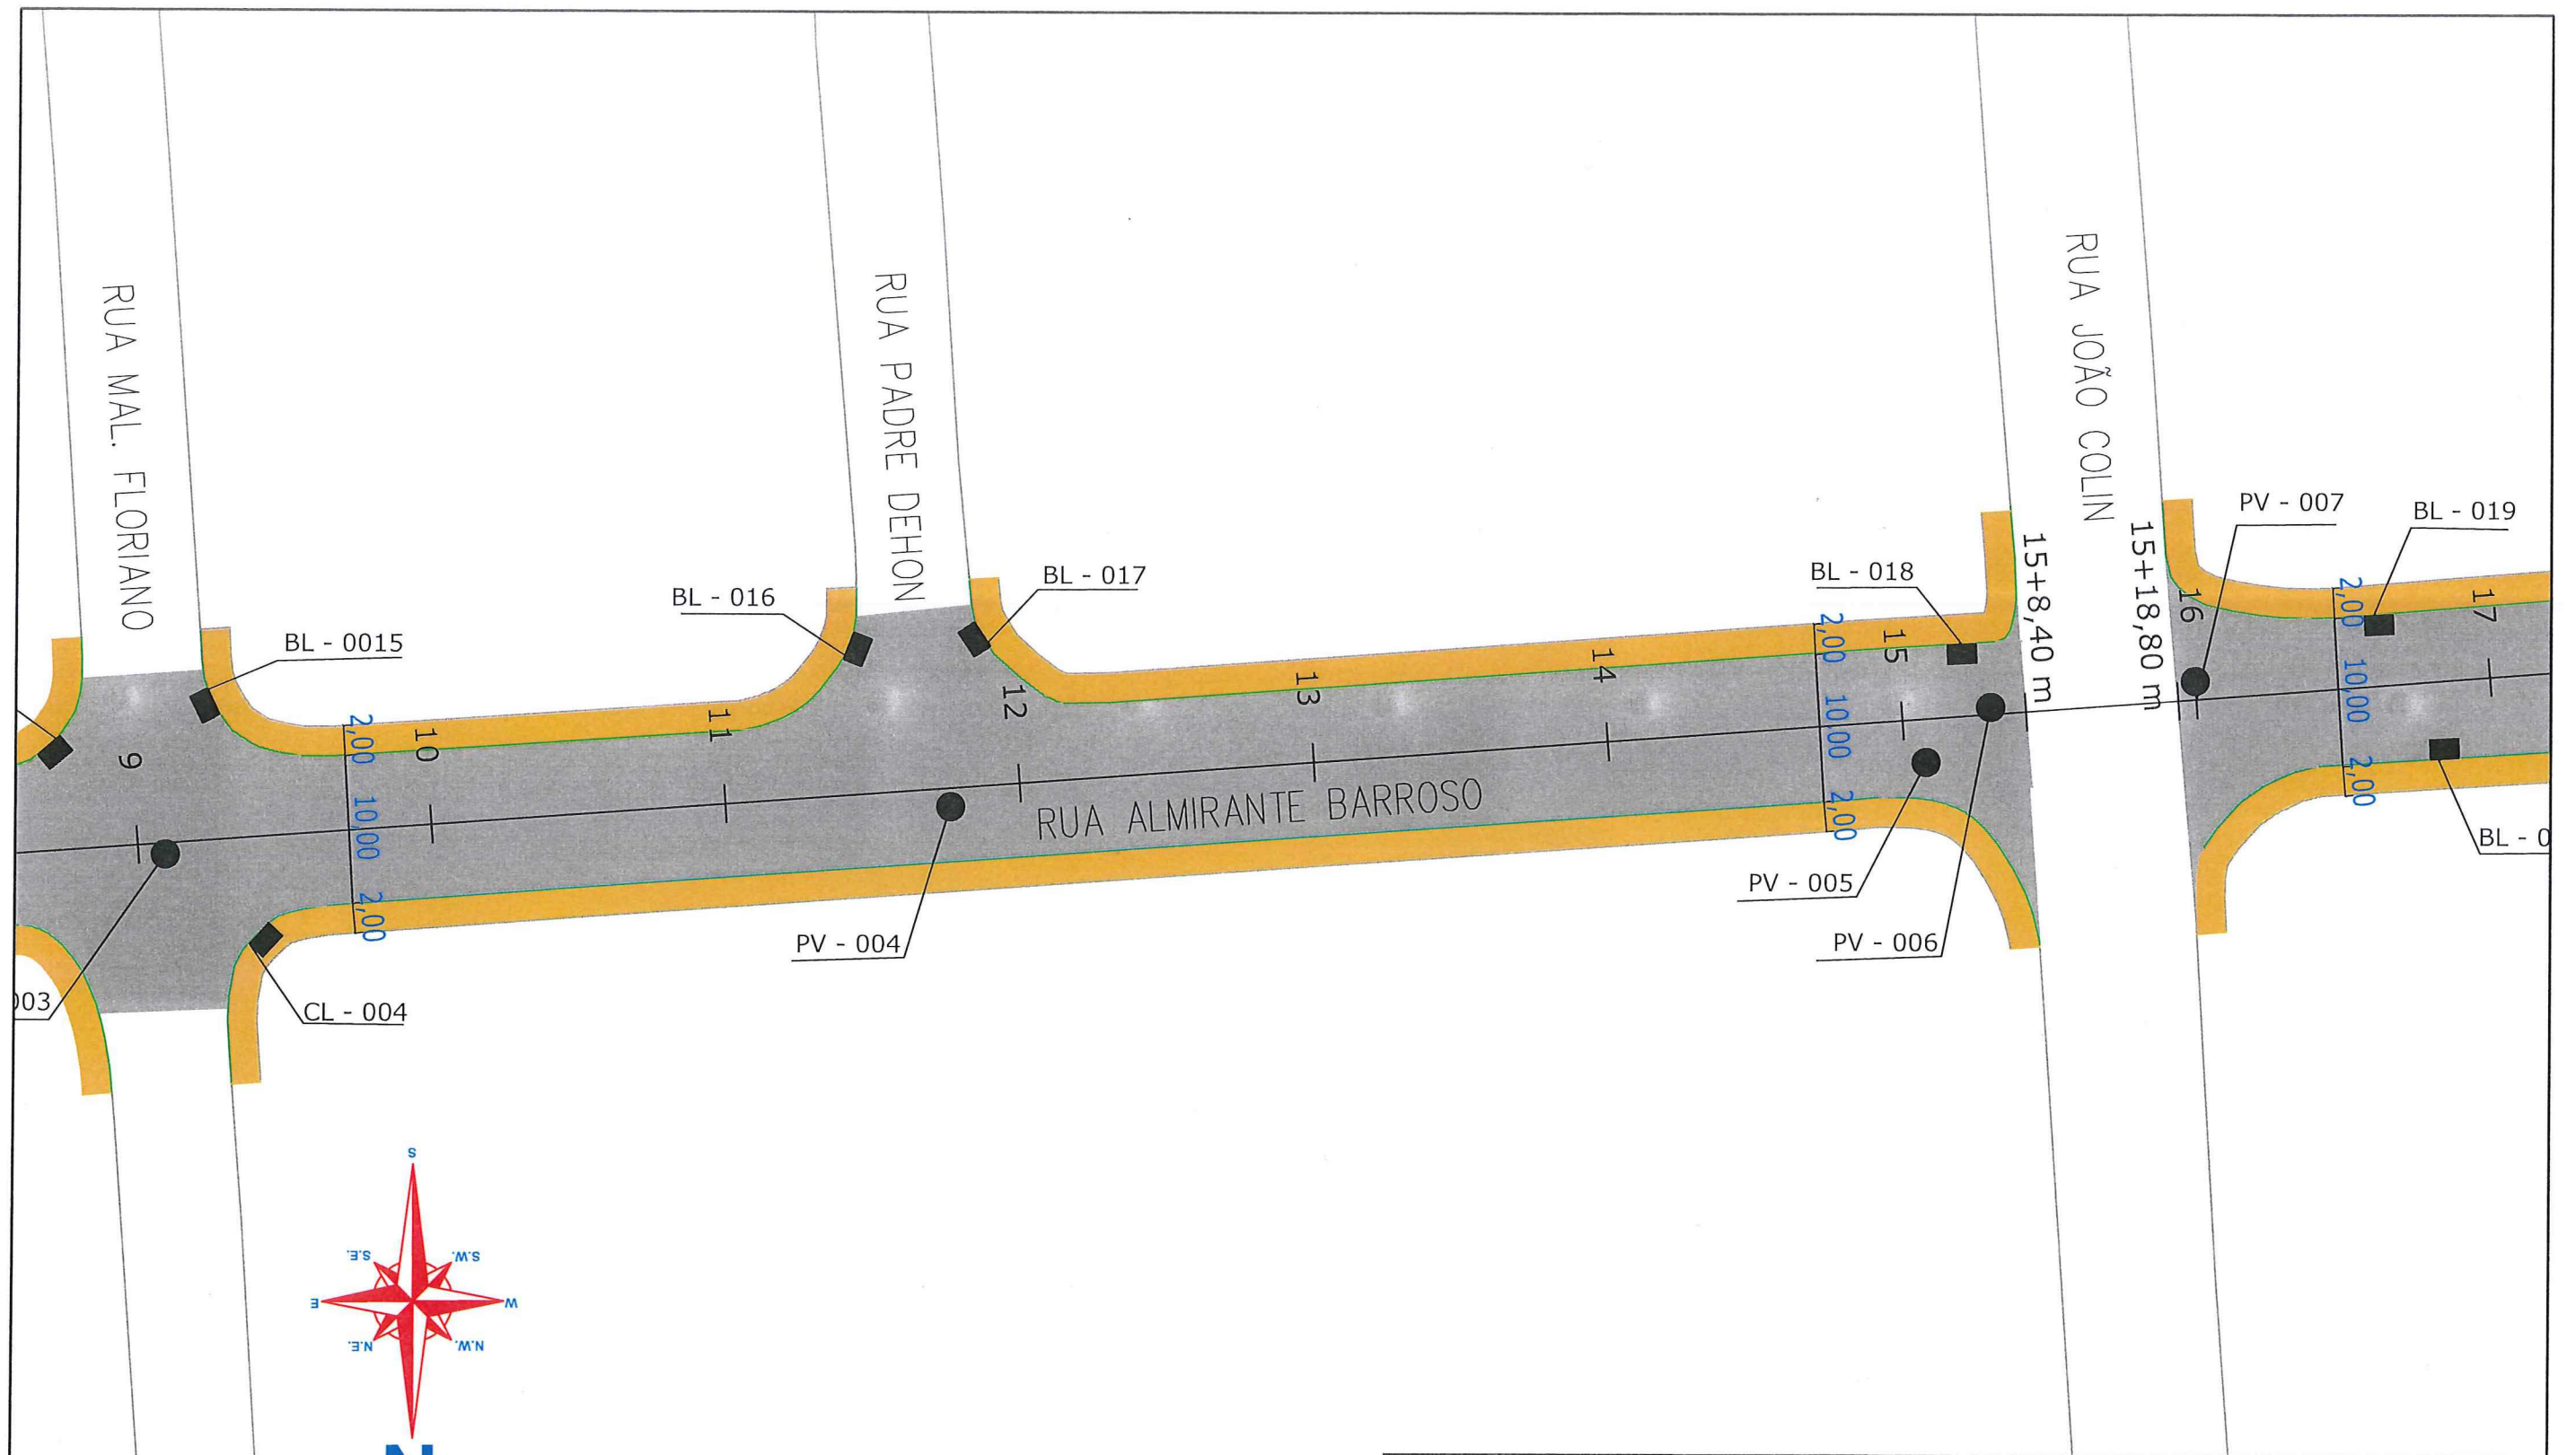 RUA MAL. FLORIANO
RUA PADRE DEHON
RUA JOÃO COLIN
PV - 007
BL - 019
15+8,40 m
15+18,80 m
BL - 018
BL - 017
BL - 016
BL - 0015
9
10
11
12
13
14
15
16
17
2,00
10,00
2,00
2,00
10,00
2,00
2,00
10,00
2,00
RUA ALMIRANTE BARROSO
BL - 0
PV - 005
PV - 006
PV - 004
003
CL - 004
S
S.E.
S.W.
E
W
N.E.
N.W.
N